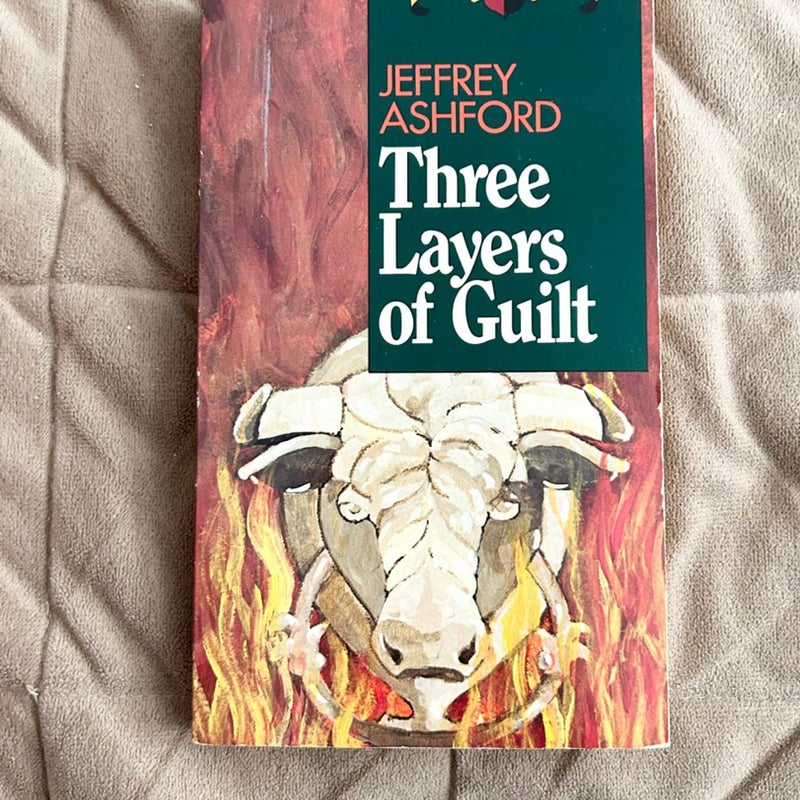 JEFFREY
ASHFORD
Three
Layers
of Guilt